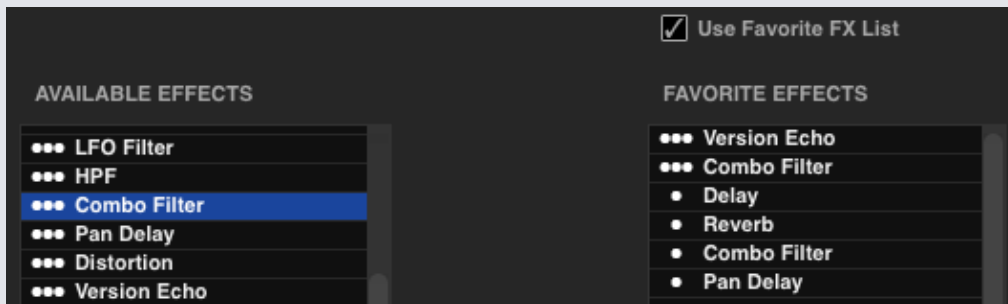 Use Favorite FX List
AVAILABLE EFFECTS
••• LFO Filter
••• HPF
••• Combo Filter
••• Pan Delay
••• Distortion
••• Version Echo
FAVORITE EFFECTS
••• Version Echo
••• Combo Filter
• Delay
• Reverb
• Combo Filter
• Pan Delay